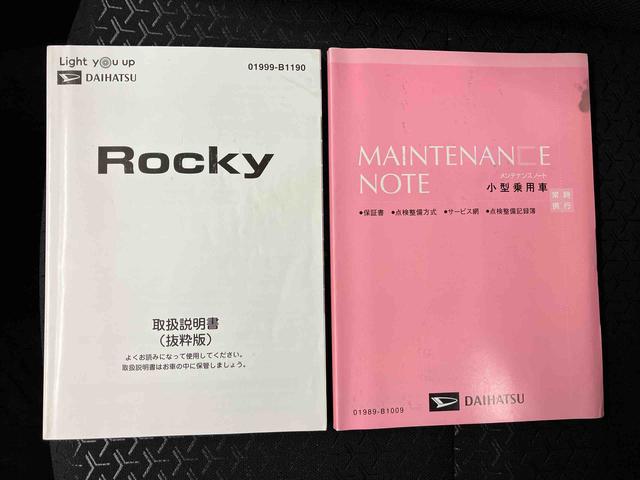 Light you up
DAIHATSU
01999-B1190
Rocky
取扱説明書
(抜粋版)
よくお読みになって使用してください。
取扱説明書はお車の中に保管しましょう。
MAINTENANCE
NOTE
メンテナンスノート
小型乗用車
常時
携行
●保証書 ●点検整備方式 ●サービス網 ●点検整備記録簿
DAIHATSU
01989-B1009